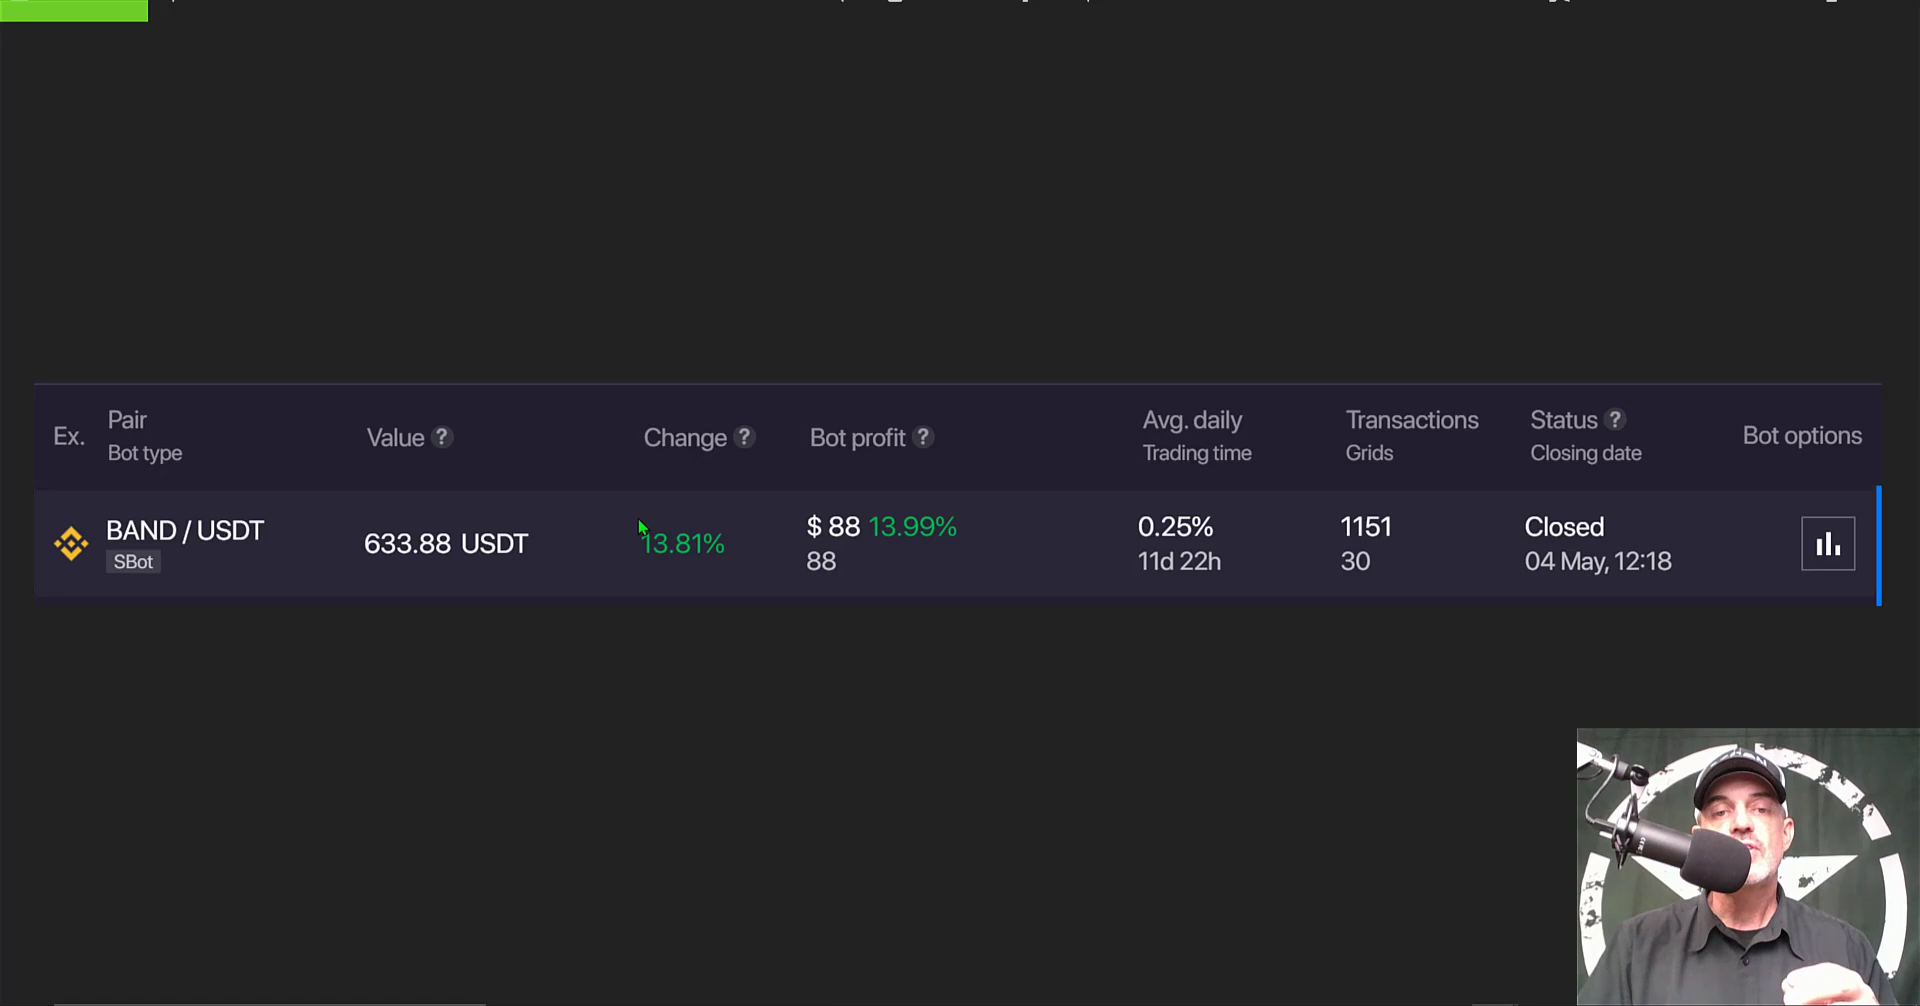 Ex.
Pair
Bot type
Value ?
Change ?
Bot profit ?
Avg. daily
Trading time
Transactions
Grids
Status ?
Closing date
Bot options
BAND / USDT
SBot
633.88 USDT
13.81%
$ 88 13.99%
88
0.25%
11d 22h
1151
30
Closed
04 May, 12:18